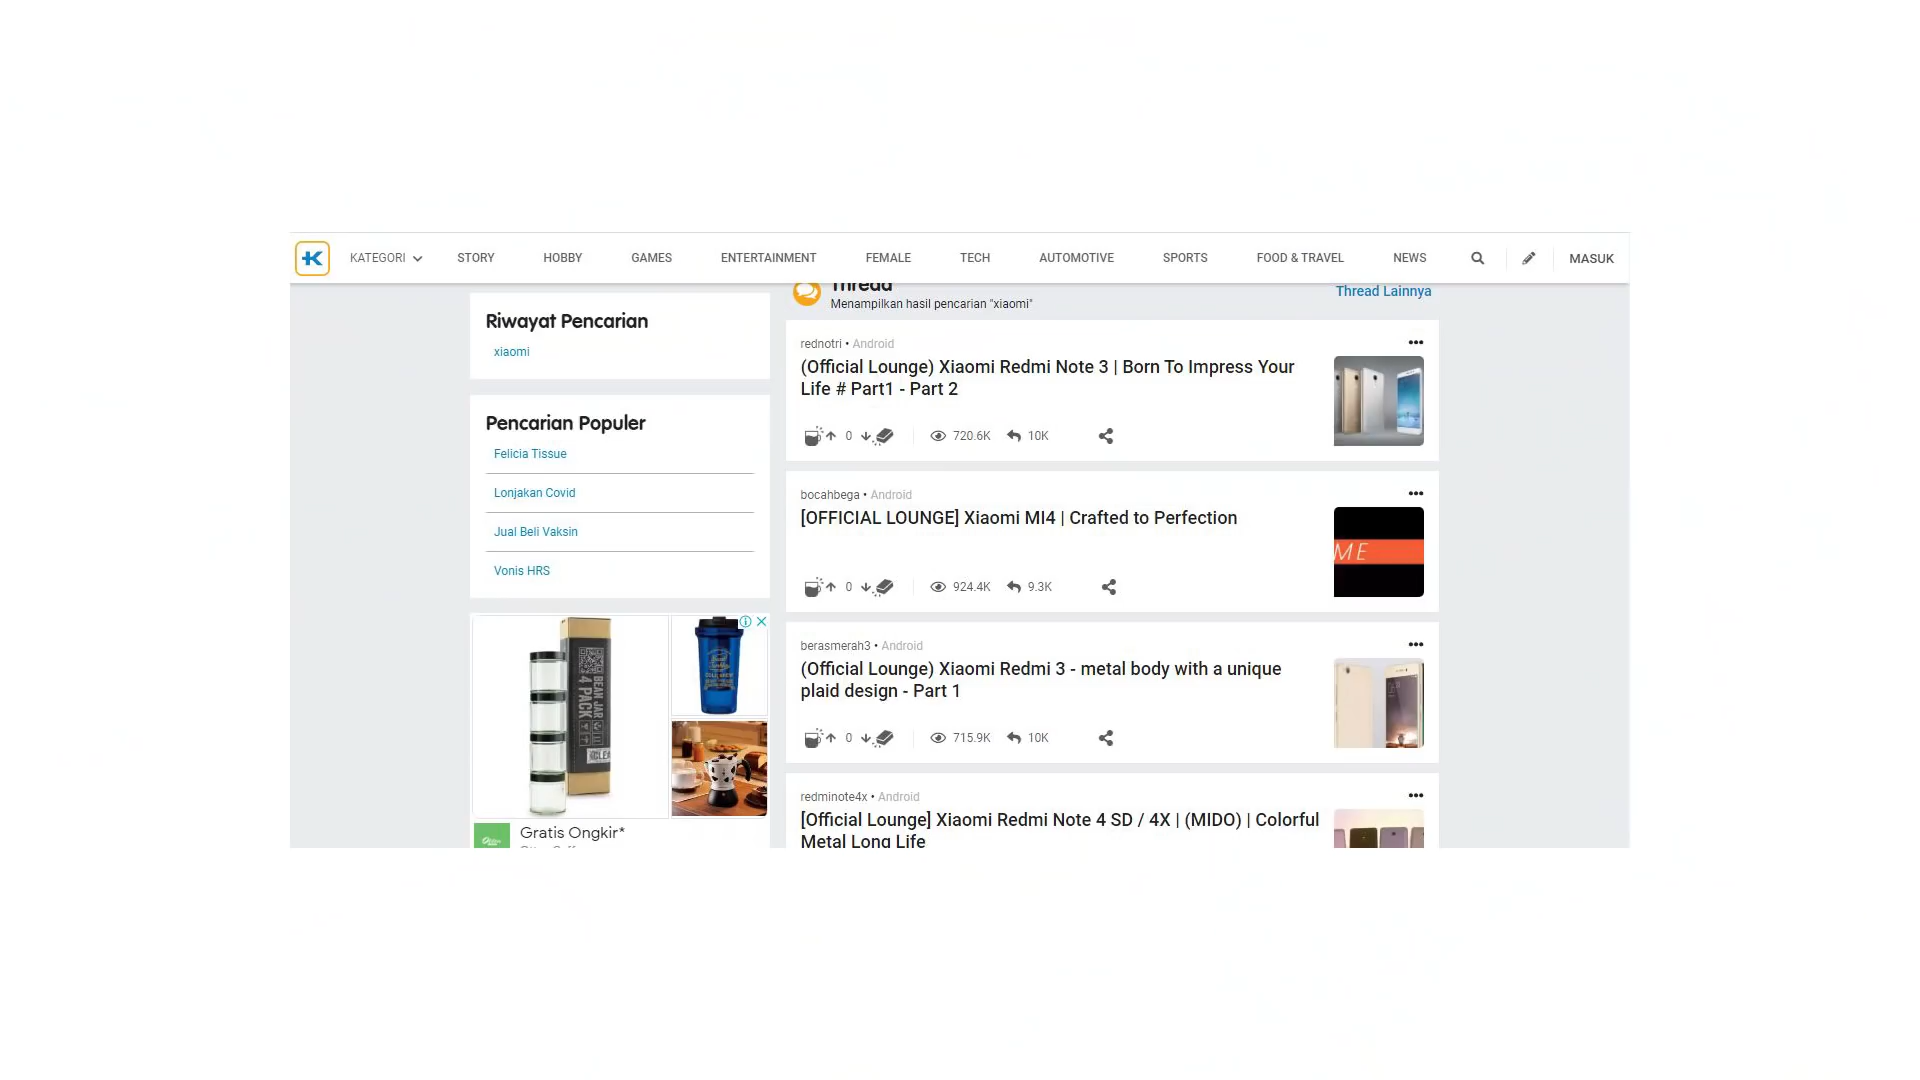 KATEGORI STORY HOBBY GAMES ENTERTAINMENT FEMALE TECH AUTOMOTIVE SPORTS FOOD & TRAVEL NEWS MASUK
Riwayat Pencarian
xiaomi
Pencarian Populer
Felicia Tissue
Lonjakan Covid
Jual Beli Vaksin
Vonis HRS
BEAN JAR
4 PACK
Gratis Ongkir*
Thread
Menampilkan hasil pencarian "xiaomi"
Thread Lainnya
rednotri • Android
(Official Lounge) Xiaomi Redmi Note 3 | Born To Impress Your
Life # Part1 - Part 2
0 720.6K 10K
bocahbega • Android
[OFFICIAL LOUNGE] Xiaomi MI4 | Crafted to Perfection
ME
0 924.4K 9.3K
berasmerah3 • Android
(Official Lounge) Xiaomi Redmi 3 - metal body with a unique
plaid design - Part 1
0 715.9K 10K
redminote4x • Android
[Official Lounge] Xiaomi Redmi Note 4 SD / 4X | (MIDO) | Colorful
Metal Long Life